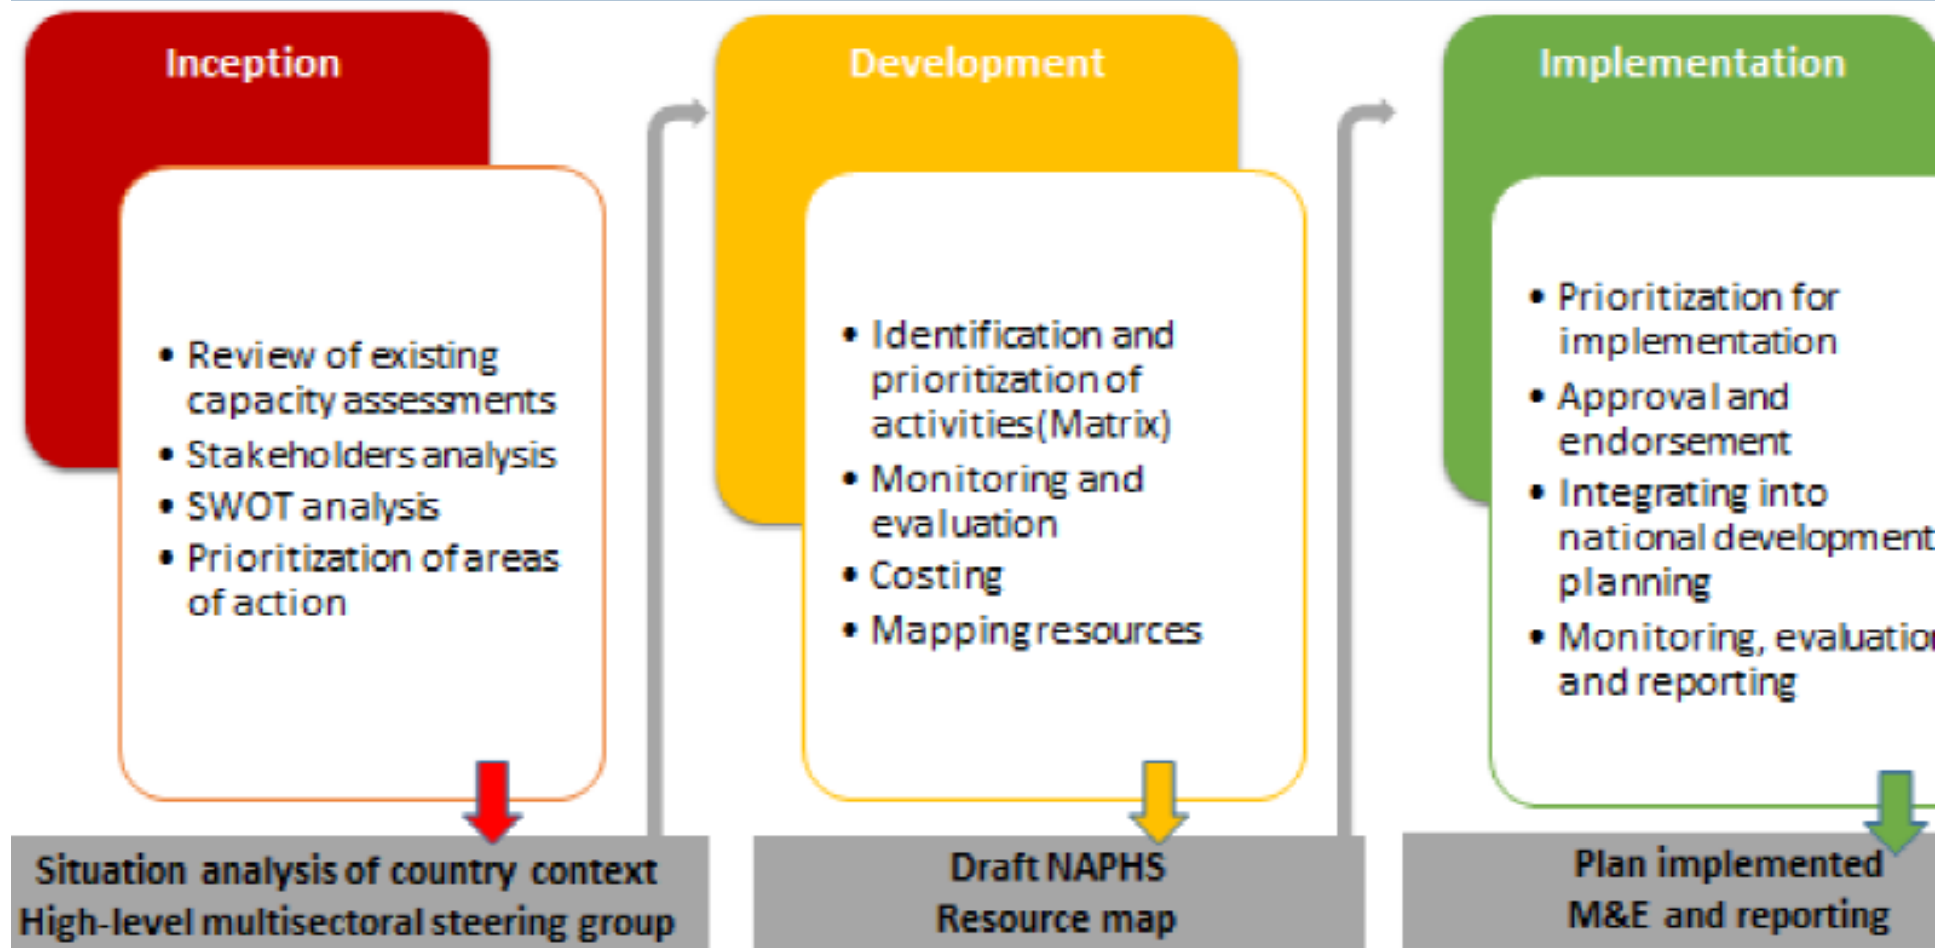 Inception
• Review of existing
capacity assessments
• Stakeholders analysis
• SWOT analysis
• Prioritization of areas
of action
Situation analysis of country context
High-level multisectoral steering group
Development
• Identification and
prioritization of
activities (Matrix)
• Monitoring and
evaluation
• Costing
• Mapping resources
Draft NAPHS
Resource map
Implementation
• Prioritization for
implementation
• Approval and
endorsement
• Integrating into
national development
planning
• Monitoring, evaluation
and reporting
Plan implemented
M&E and reporting